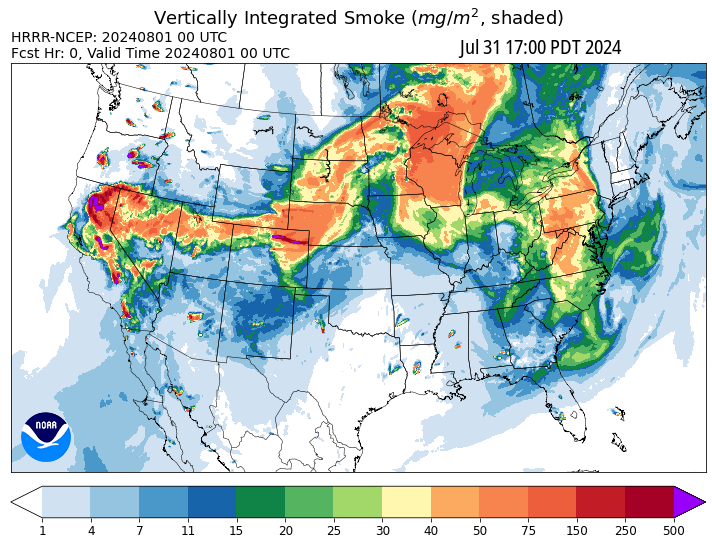 Vertically Integrated Smoke (mg/m², shaded)
HRRR-NCEP: 20240801 00 UTC
Fcst Hr: 0, Valid Time 20240801 00 UTC
Jul 31 17:00 PDT 2024
NOAA
1 4 7 11 15 20 25 30 40 50 75 150 250 500